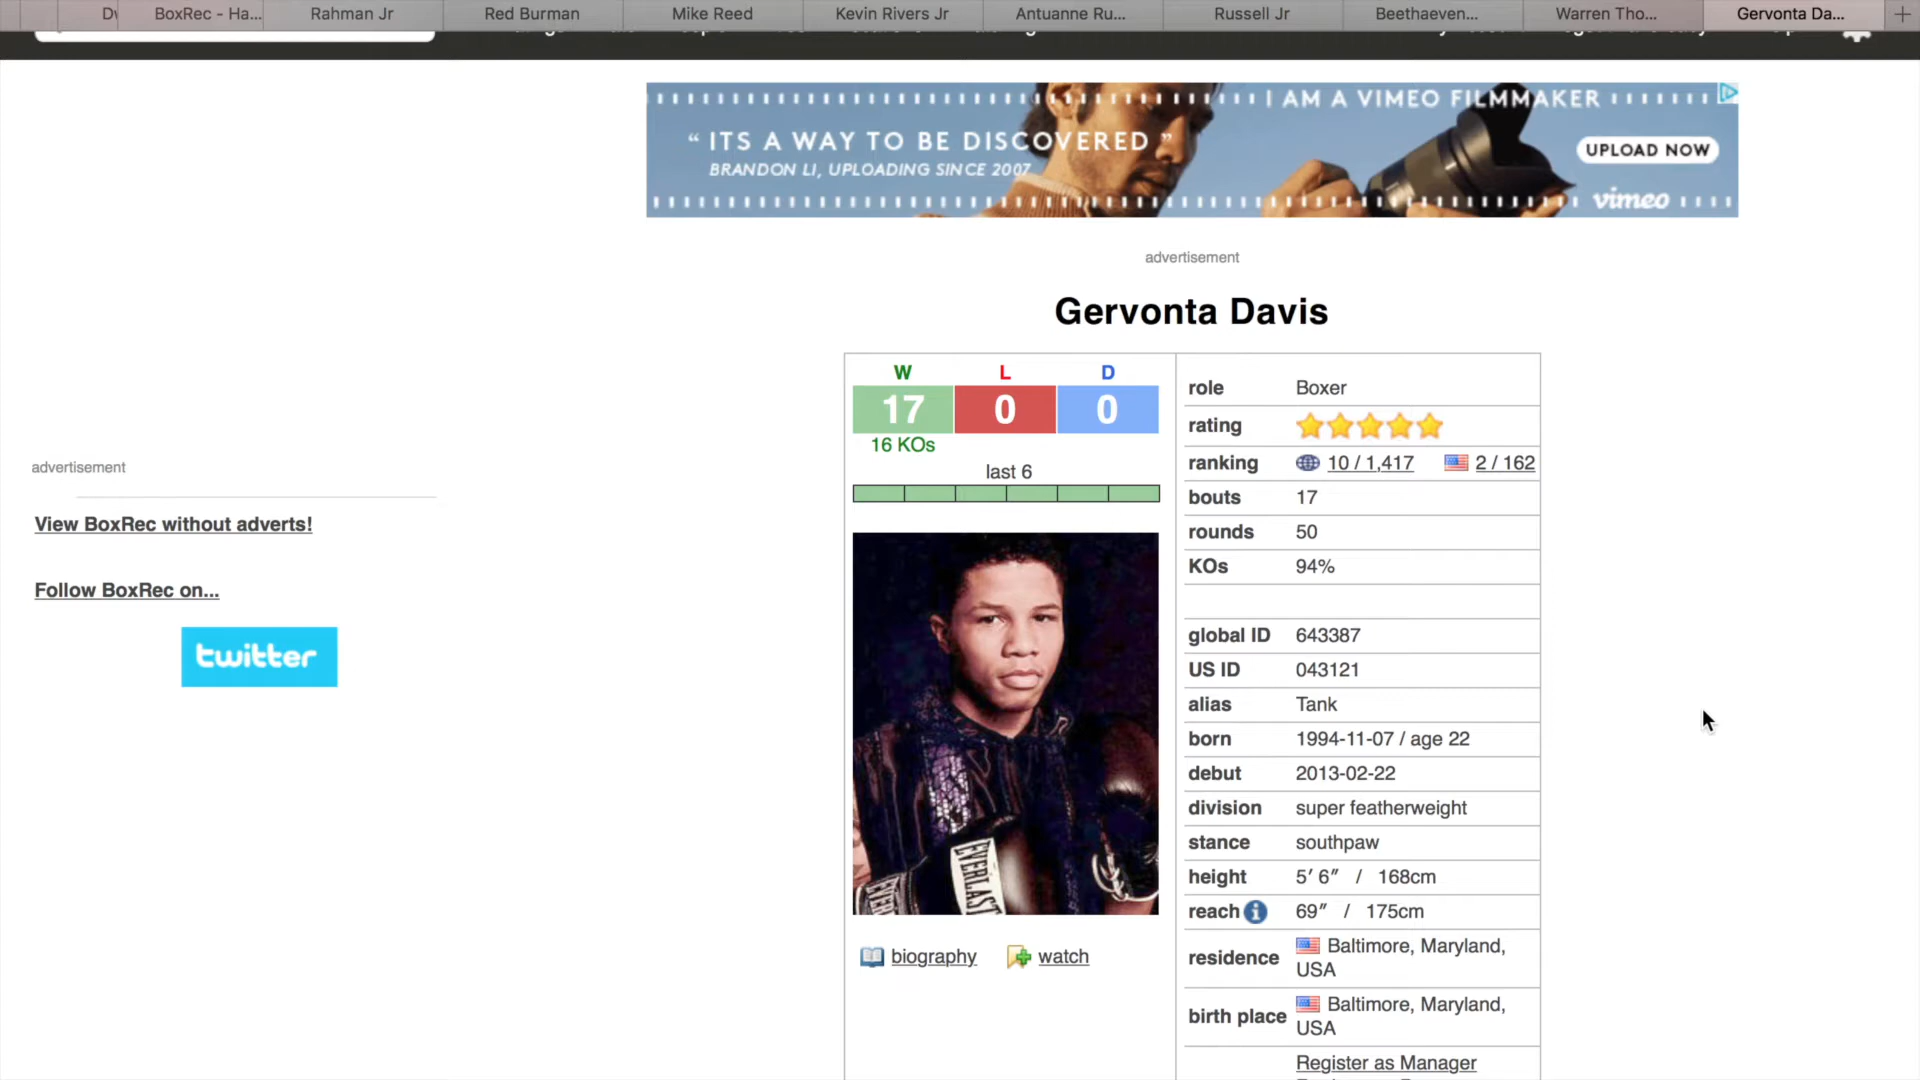 BoxRec - Ha...
Rahman Jr
Red Burman
Mike Reed
Kevin Rivers Jr
Antuanne Ru...
Russell Jr
Beethaeven...
Warren Tho...
Gervonta Da...
I AM A VIMEO FILMMAKER
“ ITS A WAY TO BE DISCOVERED ”
BRANDON LI, UPLOADING SINCE 2007
UPLOAD NOW
vimeo
advertisement
Gervonta Davis
W L D
17 0 0
16 KOs
last 6
role Boxer
rating
ranking 10 / 1,417 2 / 162
bouts 17
rounds 50
KOs 94%
global ID 643387
US ID 043121
alias Tank
born 1994-11-07 / age 22
debut 2013-02-22
division super featherweight
stance southpaw
height 5′ 6″ / 168cm
reach 69″ / 175cm
residence Baltimore, Maryland,
USA
birth place Baltimore, Maryland,
USA
Register as Manager
EVERLAST
biography
watch
advertisement
View BoxRec without adverts!
Follow BoxRec on...
twitter